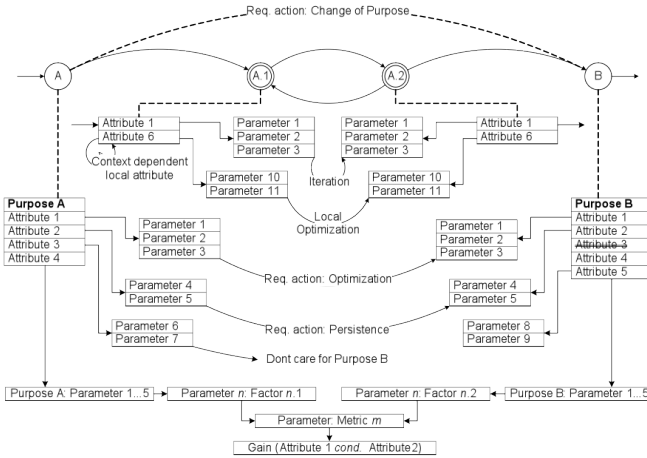 Req. action: Change of Purpose
A
A.1
A.2
B
Attribute 1
Attribute 6
Context dependent
local attribute
Parameter 1
Parameter 2
Parameter 3
Parameter 1
Parameter 2
Parameter 3
Attribute 1
Attribute 6
Iteration
Parameter 10
Parameter 11
Parameter 10
Parameter 11
Local
Optimization
Purpose A
Attribute 1
Attribute 2
Attribute 3
Attribute 4
Parameter 1
Parameter 2
Parameter 3
Req. action: Optimization
Parameter 1
Parameter 2
Parameter 3
Purpose B
Attribute 1
Attribute 2
Attribute 3
Attribute 4
Attribute 5
Parameter 4
Parameter 5
Req. action: Persistence
Parameter 4
Parameter 5
Parameter 6
Parameter 7
Dont care for Purpose B
Parameter 8
Parameter 9
Purpose A: Parameter 1...5
Parameter n: Factor n.1
Parameter n: Factor n.2
Purpose B: Parameter 1...5
Parameter: Metric m
Gain (Attribute 1 cond. Attribute2)